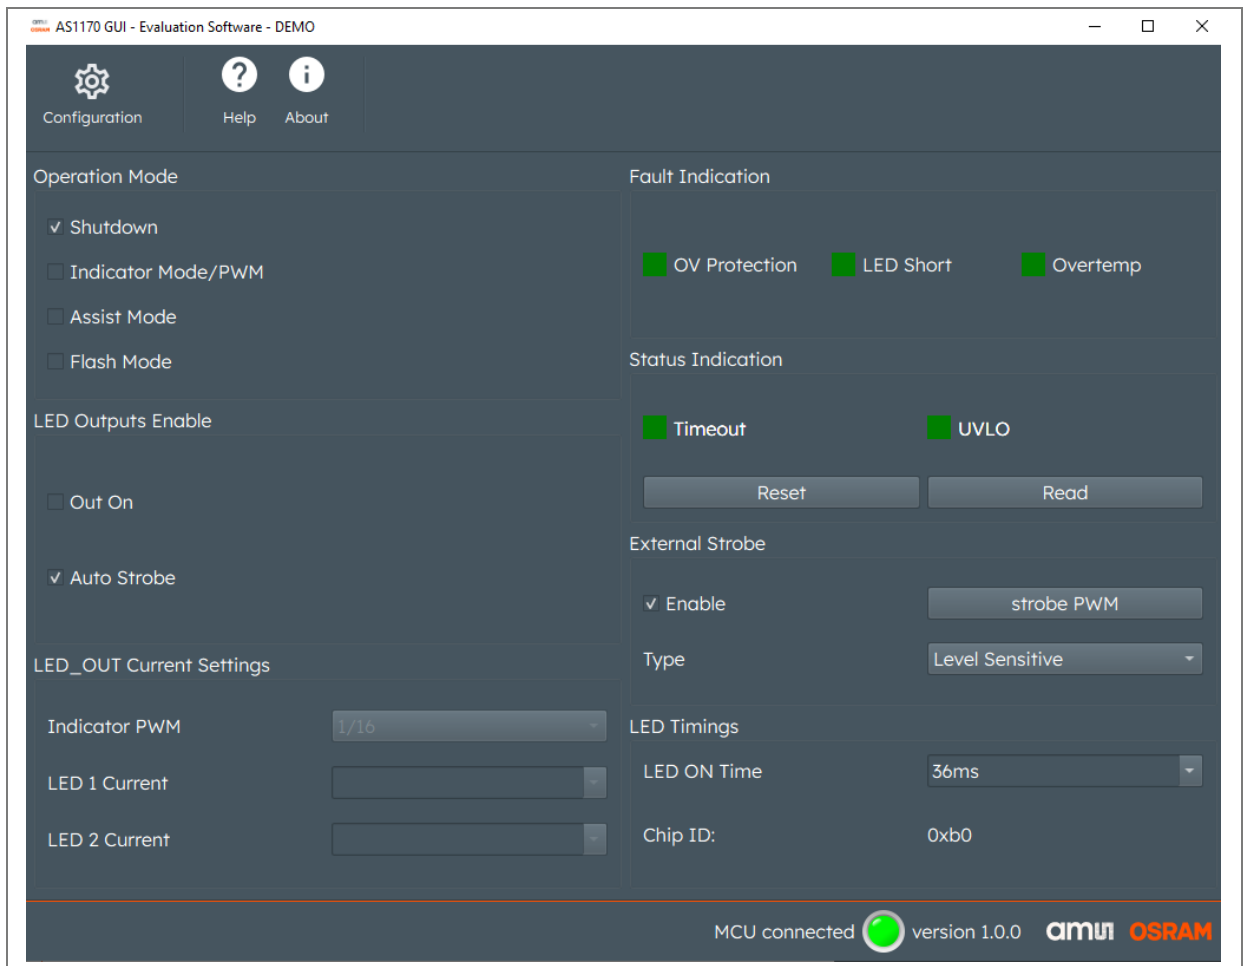 am OSRAM AS1170 GUI - Evaluation Software - DEMO
Configuration Help About
Operation Mode
Shutdown
Indicator Mode/PWM
Assist Mode
Flash Mode
LED Outputs Enable
Out On
Auto Strobe
LED_OUT Current Settings
Indicator PWM 1/16
LED 1 Current
LED 2 Current
Fault Indication
OV Protection LED Short Overtemp
Status Indication
Timeout UVLO
Reset Read
External Strobe
Enable strobe PWM
Type Level Sensitive
LED Timings
LED ON Time 36ms
Chip ID: 0xb0
MCU connected version 1.0.0 amu OSRAM